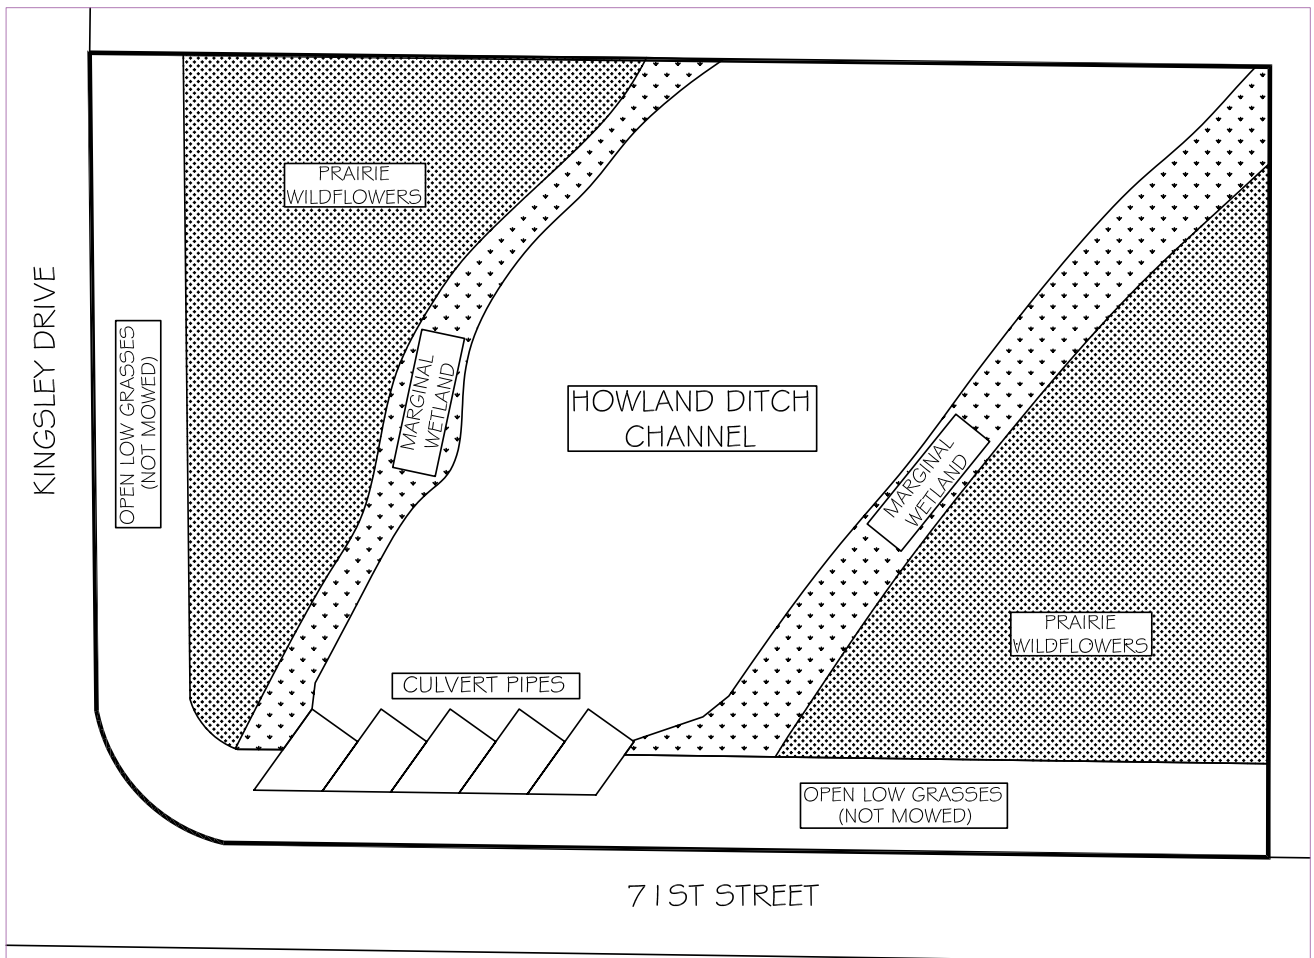 PRAIRIE
WILDFLOWERS
KINGSLEY DRIVE
OPEN LOW GRASSES
(NOT MOWED)
MARGINAL
WETLAND
HOWLAND DITCH
CHANNEL
MARGINAL
WETLAND
PRAIRIE
WILDFLOWERS
CULVERT PIPES
OPEN LOW GRASSES
(NOT MOWED)
71ST STREET